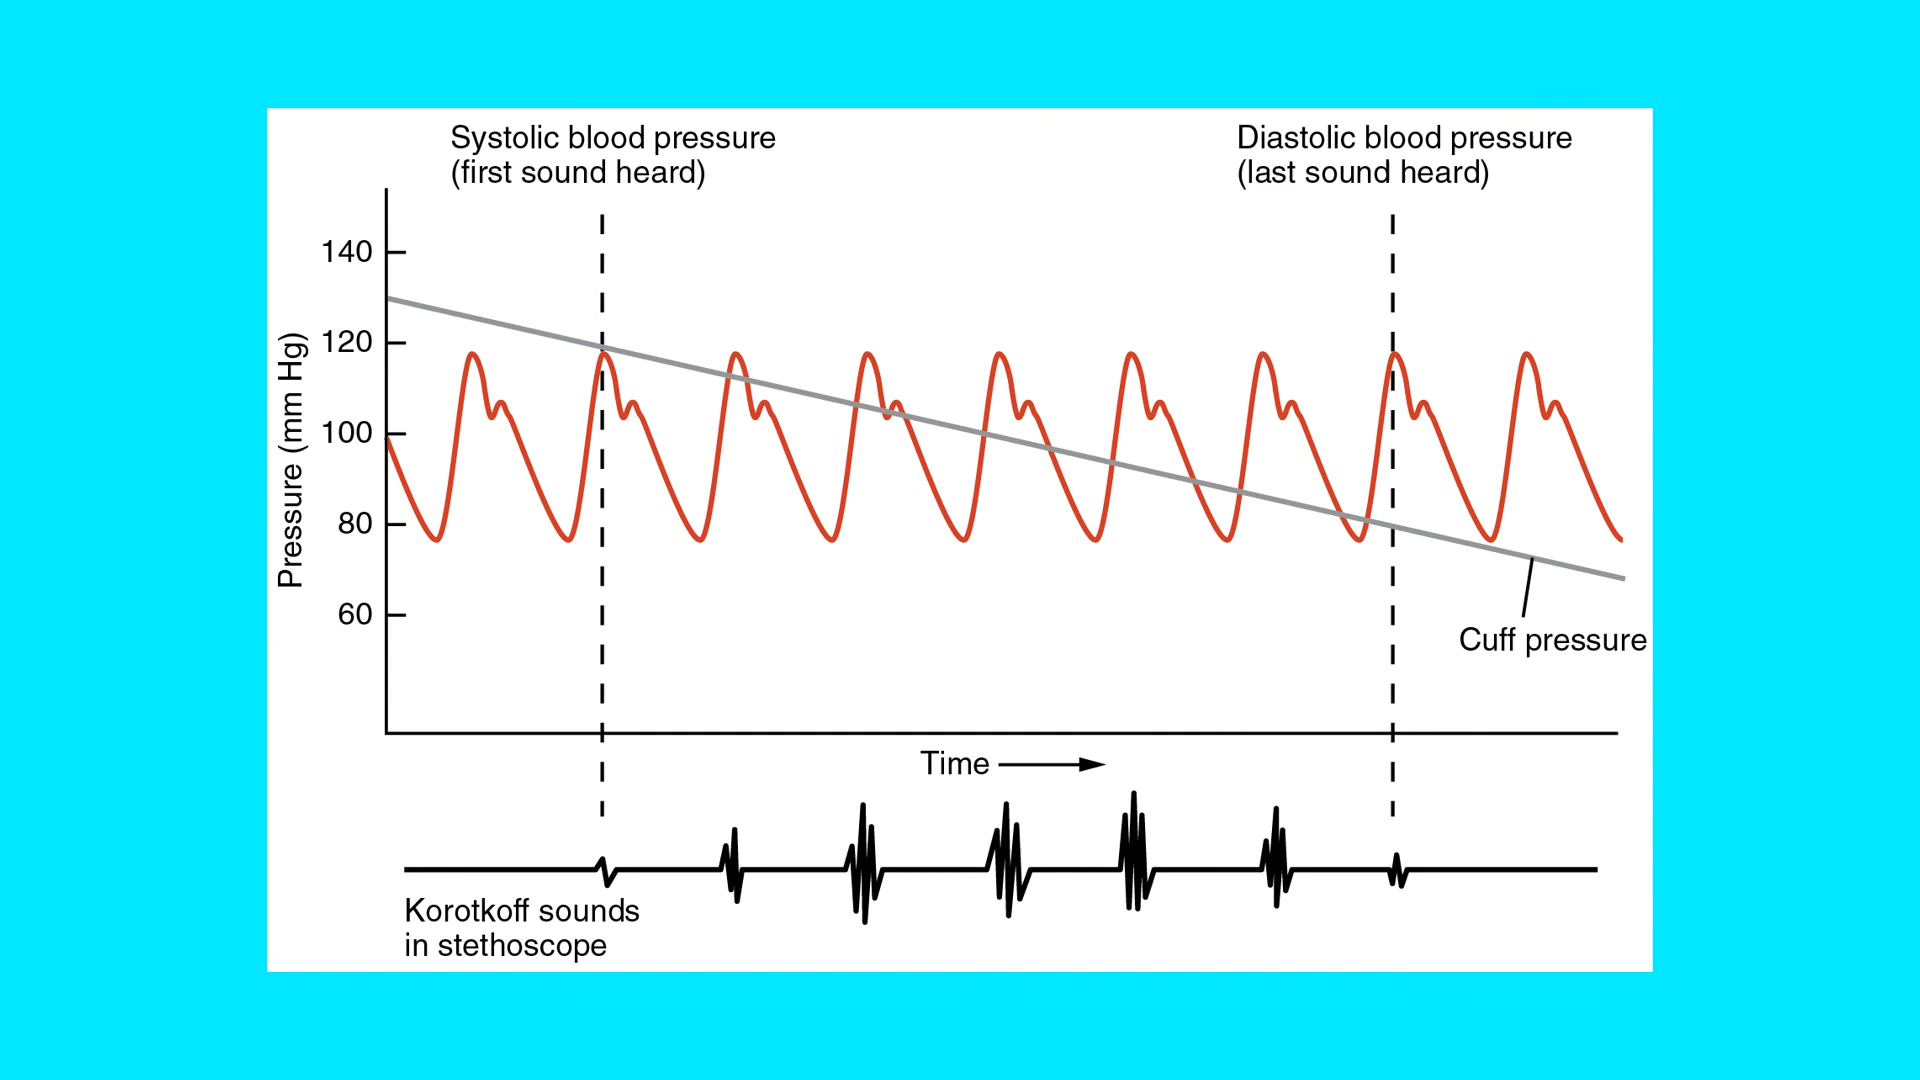 Systolic blood pressure
(first sound heard)
Diastolic blood pressure
(last sound heard)
Pressure (mm Hg)
140
120
100
80
60
Cuff pressure
Time
Korotkoff sounds
in stethoscope